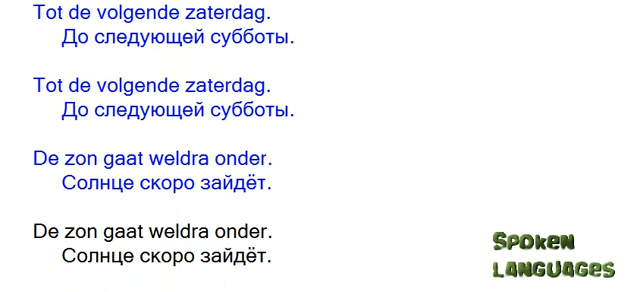 Tot de volgende zaterdag.
До следующей субботы.
Tot de volgende zaterdag.
До следующей субботы.
De zon gaat weldra onder.
Солнце скоро зайдёт.
De zon gaat weldra onder.
Солнце скоро зайдёт.
SPOKEN
LANGUAGES